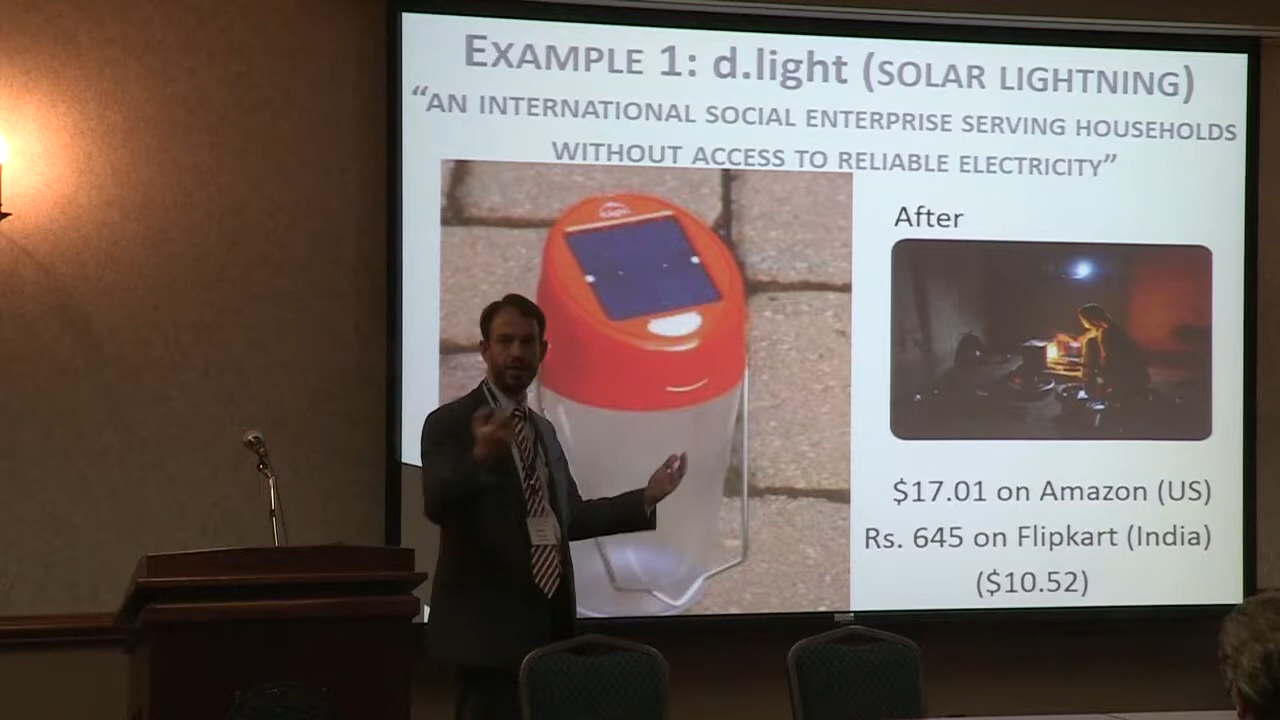 EXAMPLE 1: d.light (SOLAR LIGHTNING)
“AN INTERNATIONAL SOCIAL ENTERPRISE SERVING HOUSEHOLDS
WITHOUT ACCESS TO RELIABLE ELECTRICITY”
After
$17.01 on Amazon (US)
Rs. 645 on Flipkart (India)
($10.52)